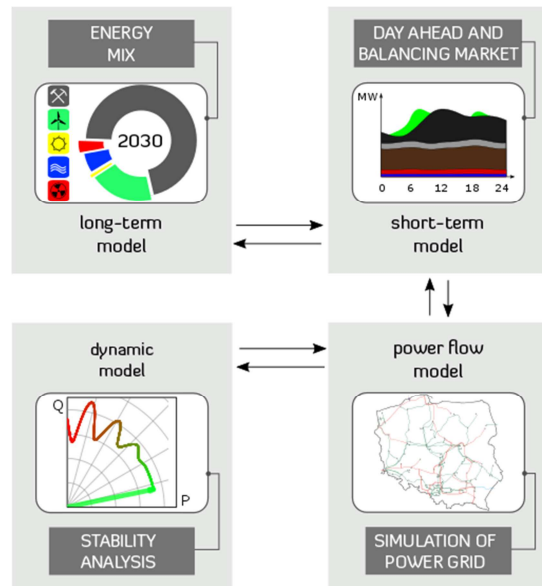 ENERGY
MIX
2030
long-term
model
DAY AHEAD AND
BALANCING MARKET
MW
0 6 12 18 24
short-term
model
dynamic
model
Q
P
STABILITY
ANALYSIS
power flow
model
SIMULATION OF
POWER GRID